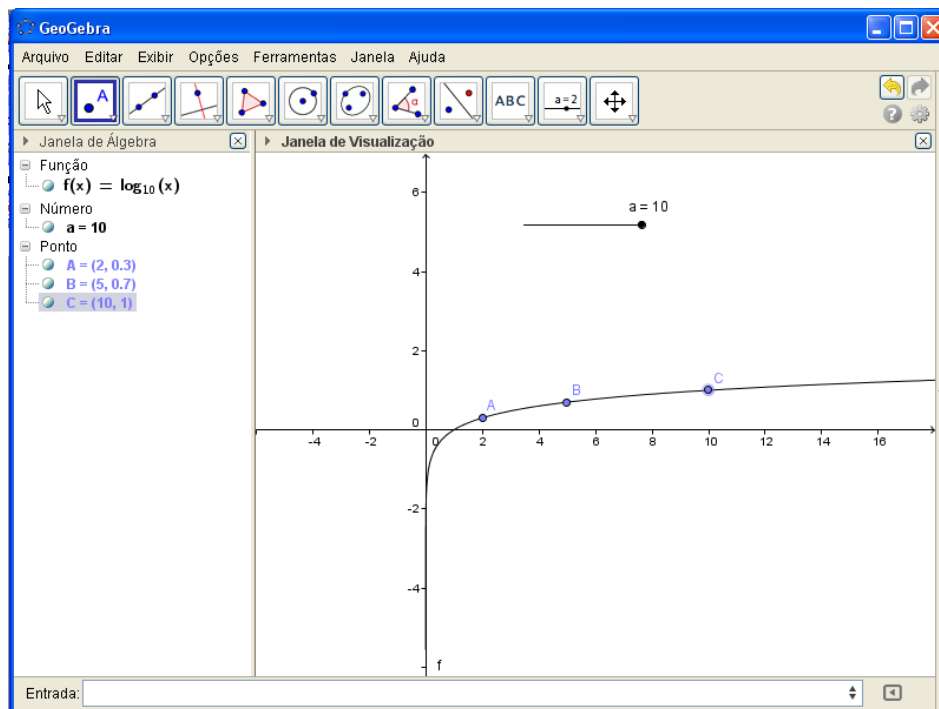 GeoGebra
Arquivo Editar Exibir Opções Ferramentas Janela Ajuda
A α ABC a=2
Janela de Álgebra
Função
f(x) = log₁₀(x)
Número
a = 10
Ponto
A = (2, 0.3)
B = (5, 0.7)
C = (10, 1)
Janela de Visualização
a = 10
6
4
2
0
-2
-4
A B C
-4 -2 0 2 4 6 8 10 12 14 16
f
Entrada: